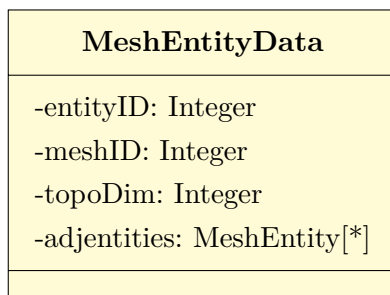 MeshEntityData
-entityID: Integer
-meshID: Integer
-topoDim: Integer
-adjentities: MeshEntity[*]